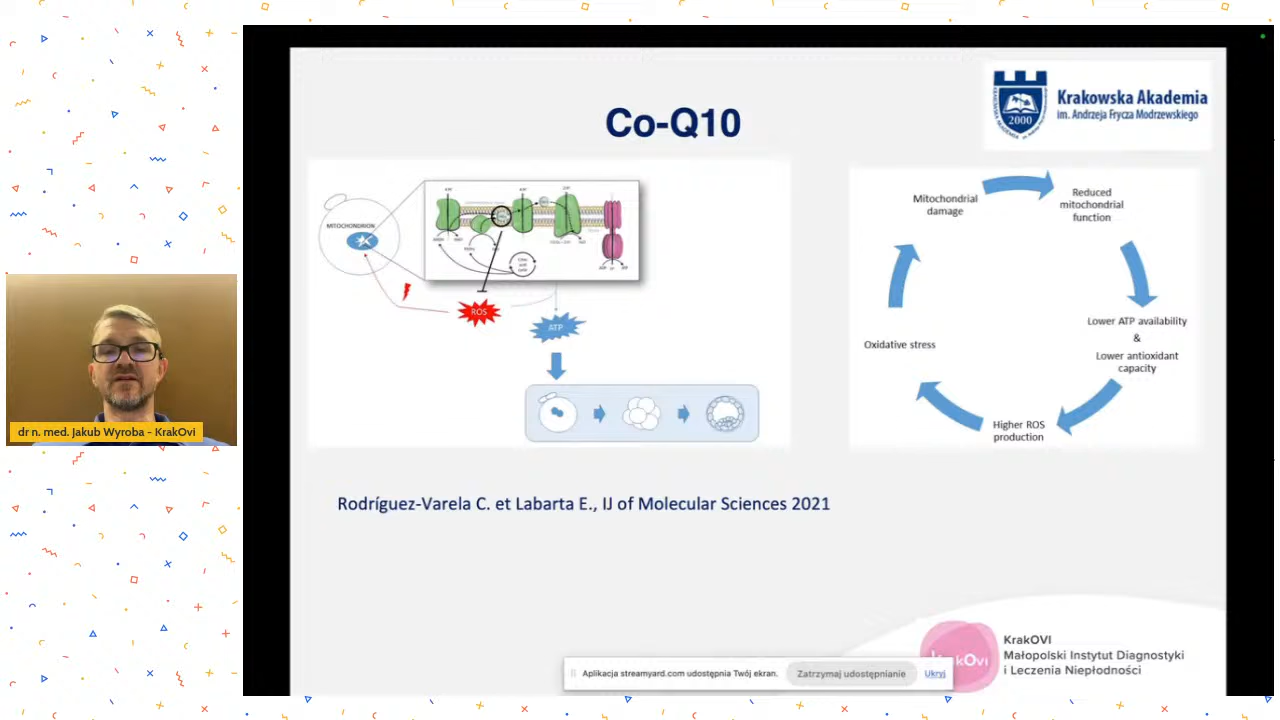 Co-Q10
Krakowska Akademia
im. Andrzeja Frycza Modrzewskiego
2000
MITOCHONDRION
ROS
ATP
Mitochondrial
damage
Reduced
mitochondrial
function
Lower ATP availability
&
Lower antioxidant
capacity
Higher ROS
production
Oxidative stress
dr n. med. Jakub Wyroba - KrakOvi
Rodríguez-Varela C. et Labarta E., IJ of Molecular Sciences 2021
KrakOVI
Małopolski Instytut Diagnostyki
i Leczenia Niepłodności
Aplikacja streamyard.com udostępnia Twój ekran.
Zatrzymaj udostępnianie
Ukryj